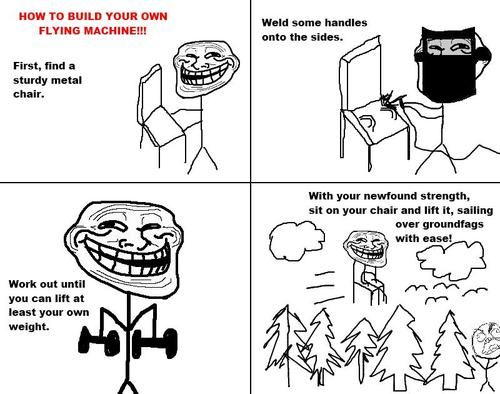 HOW TO BUILD YOUR OWN
FLYING MACHINE!!!
First, find a
sturdy metal
chair.
Weld some handles
onto the sides.
Work out until
you can lift at
least your own
weight.
With your newfound strength,
sit on your chair and lift it, sailing
over groundfags
with ease!